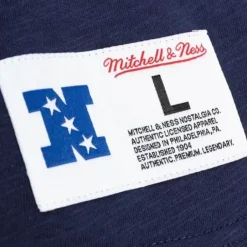 Mitchell & Ness
N
L
MITCHELL & NESS NOSTALGIA CO.
AUTHENTIC LICENSED APPAREL
DESIGNED IN PHILADELPHIA, PA.
ESTABLISHED 1904
AUTHENTIC. PREMIUM. LEGENDARY.